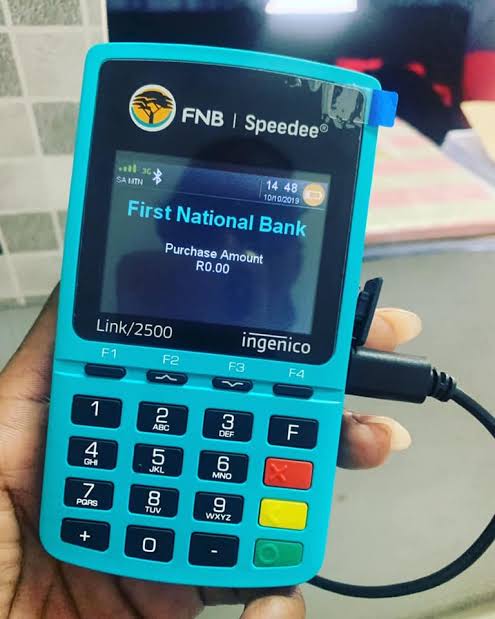 FNB | Speedee®
3G
SA MTN
14 48
10/10/2019
First National Bank
Purchase Amount
R0.00
Link/2500
ingenico
F1 F2 F3 F4
1 2 ABC 3 DEF F
4 GHI 5 JKL 6 MNO
7 PQRS 8 TUV 9 WXYZ
+ 0 -